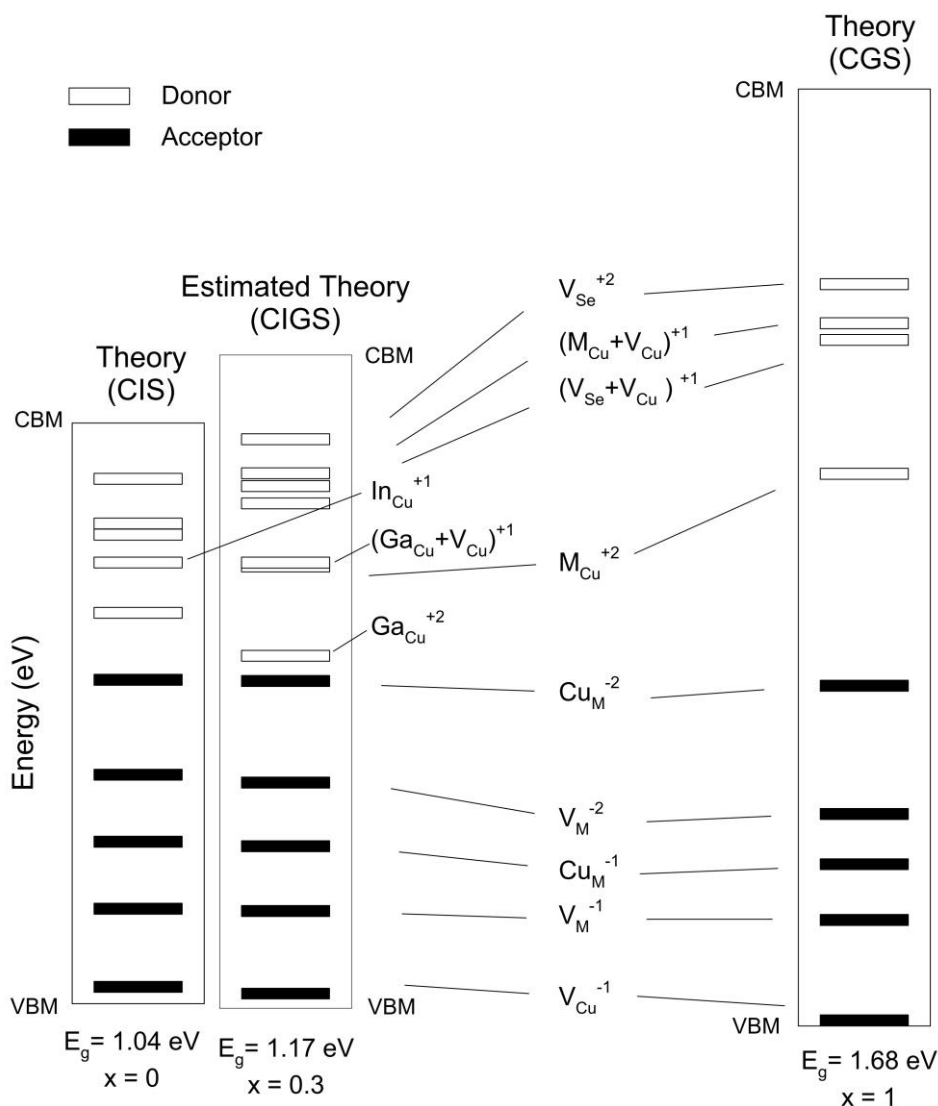 Theory
(CGS)
CBM
Donor
Acceptor
Estimated Theory
(CIGS)
CBM
Theory
(CIS)
CBM
V_Se^+2
(M_Cu+V_Cu)^+1
(V_Se+V_Cu )^+1
In_Cu^+1
(Ga_Cu+V_Cu)^+1
M_Cu^+2
Ga_Cu^+2
Cu_M^-2
V_M^-2
Cu_M^-1
V_M^-1
V_Cu^-1
Energy (eV)
VBM
VBM
VBM
E_g= 1.04 eV
x = 0
E_g= 1.17 eV
x = 0.3
E_g= 1.68 eV
x = 1